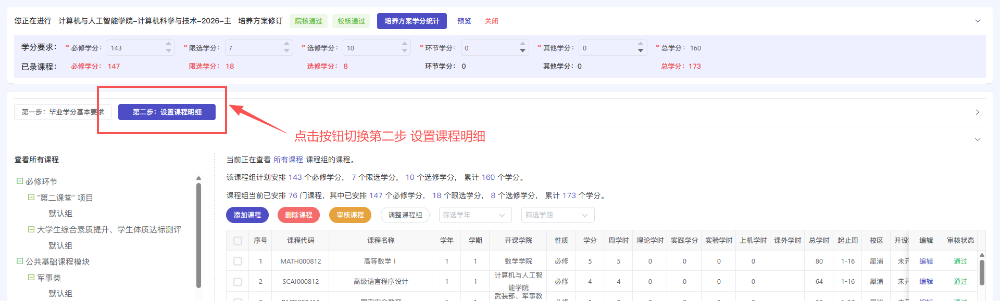 您正在进行 计算机与人工智能学院-计算机科学与技术-2026-主 培养方案修订 院核通过 校核通过 培养方案学分统计 预览 关闭
学分要求: * 必修学分: 143 * 限选学分: 7 * 选修学分: 10 * 环节学分: 0 * 其他学分: 0 * 总学分: 160
已录课程: 必修学分: 147 限选学分: 18 选修学分: 8 环节学分: 0 其他学分: 0 总学分: 173
第一步: 毕业学分基本要求 第二步: 设置课程明细
点击按钮切换第二步 设置课程明细
查看所有课程
必修环节
“第二课堂” 项目
默认组
大学生综合素质提升、学生体质达标测评
默认组
公共基础课程模块
军事类
默认组
当前正在查看 所有课程 课程组的课程。
该课程组计划安排 143 个必修学分, 7 个限选学分, 10 个选修学分, 累计 160 个学分。
课程组当前已安排 76 门课程, 其中已安排 147 个必修学分, 18 个限选学分, 8 个选修学分, 累计 173 个学分。
添加课程 删除课程 审核课程 调整课程组 筛选学年 筛选学期
序号 课程代码 课程名称 学年 学期 开课学院 性质 学分 周学时 理论学时 实践学分 实验学时 上机学时 课外学时 总学时 起止周 校区 开设 编辑 审核状态
1 MATH000812 高等数学 I 1 1 数学学院 必修 5 5 0 0 0 0 80 1-16 犀浦 未开 编辑 通过
2 SCAI000812 高级语言程序设计 1 1 计算机与人工智能学院 必修 4 4 0 0 0 0 64 1-16 犀浦 未开 编辑 通过
武装部、军事教